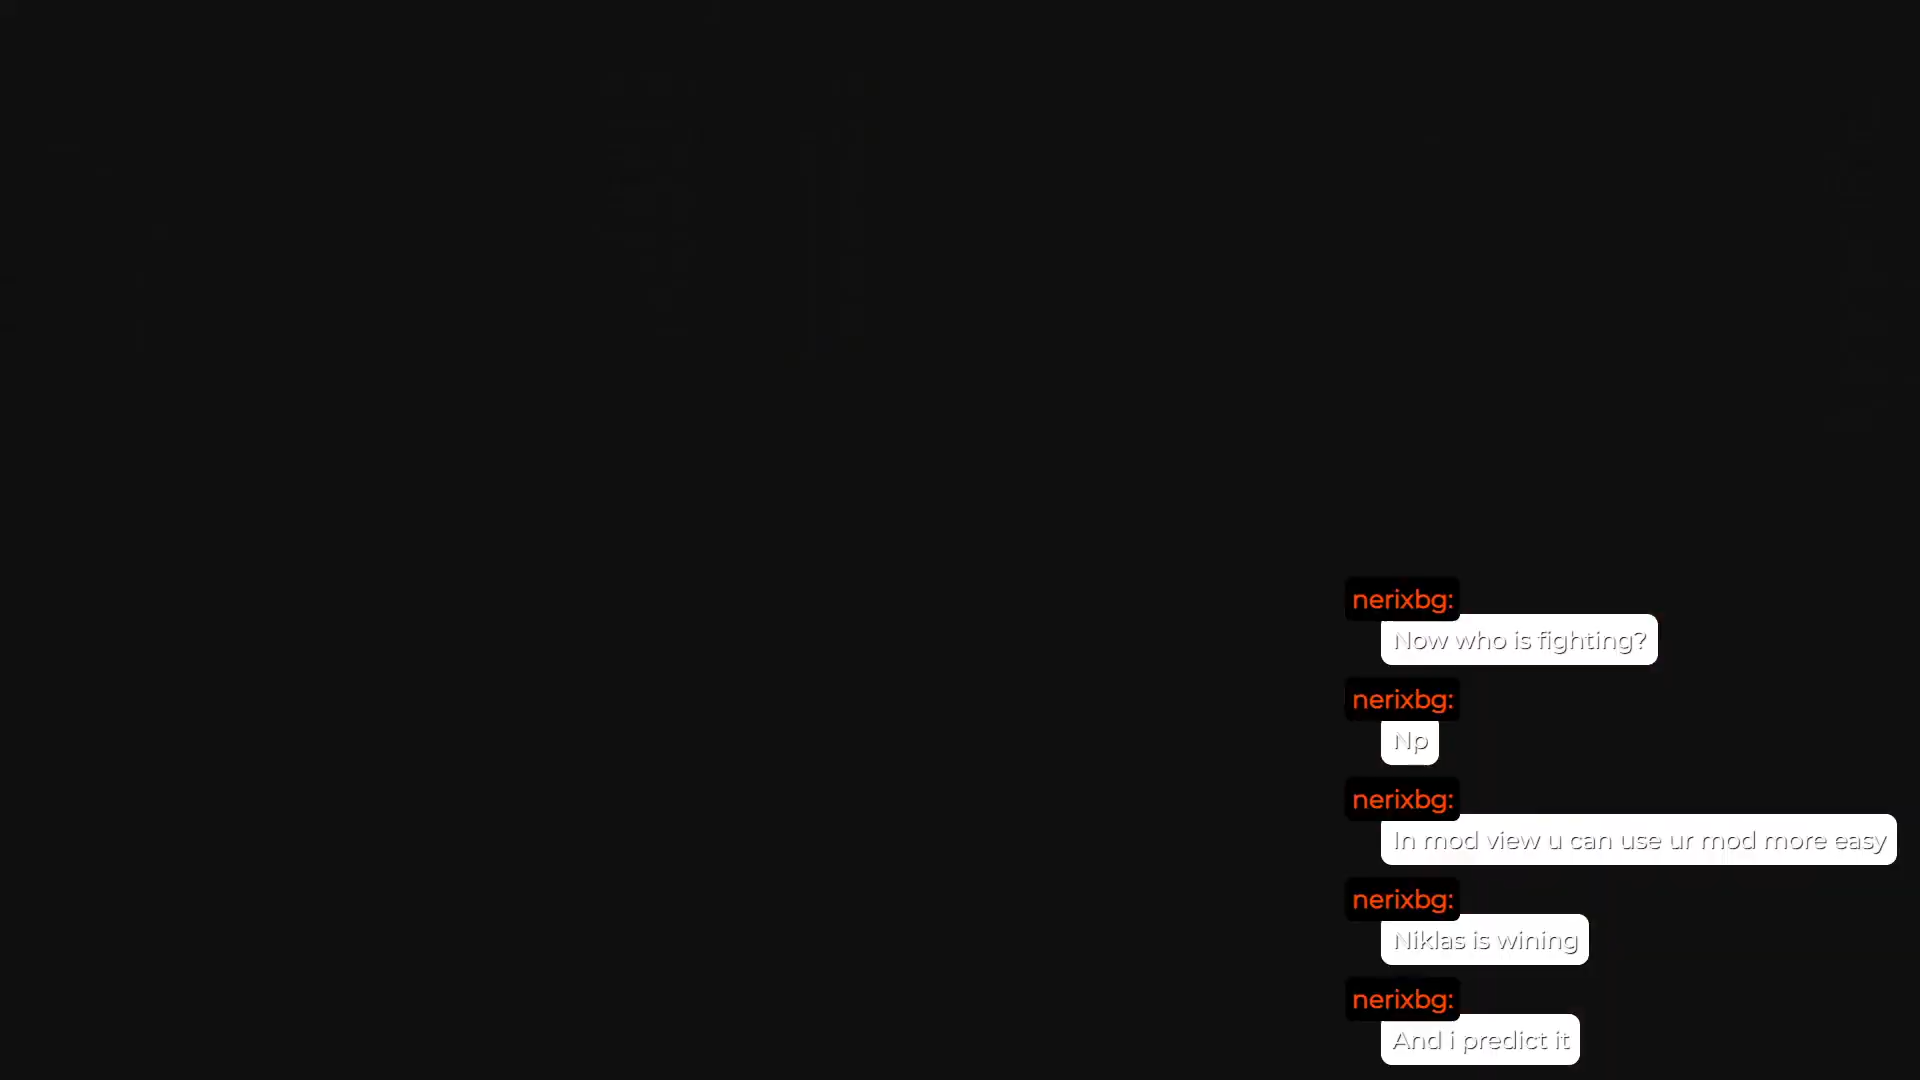 nerixbg:
Now who is fighting?
nerixbg:
Np
nerixbg:
In mod view u can use ur mod more easy
nerixbg:
Niklas is wining
nerixbg:
And i predict it